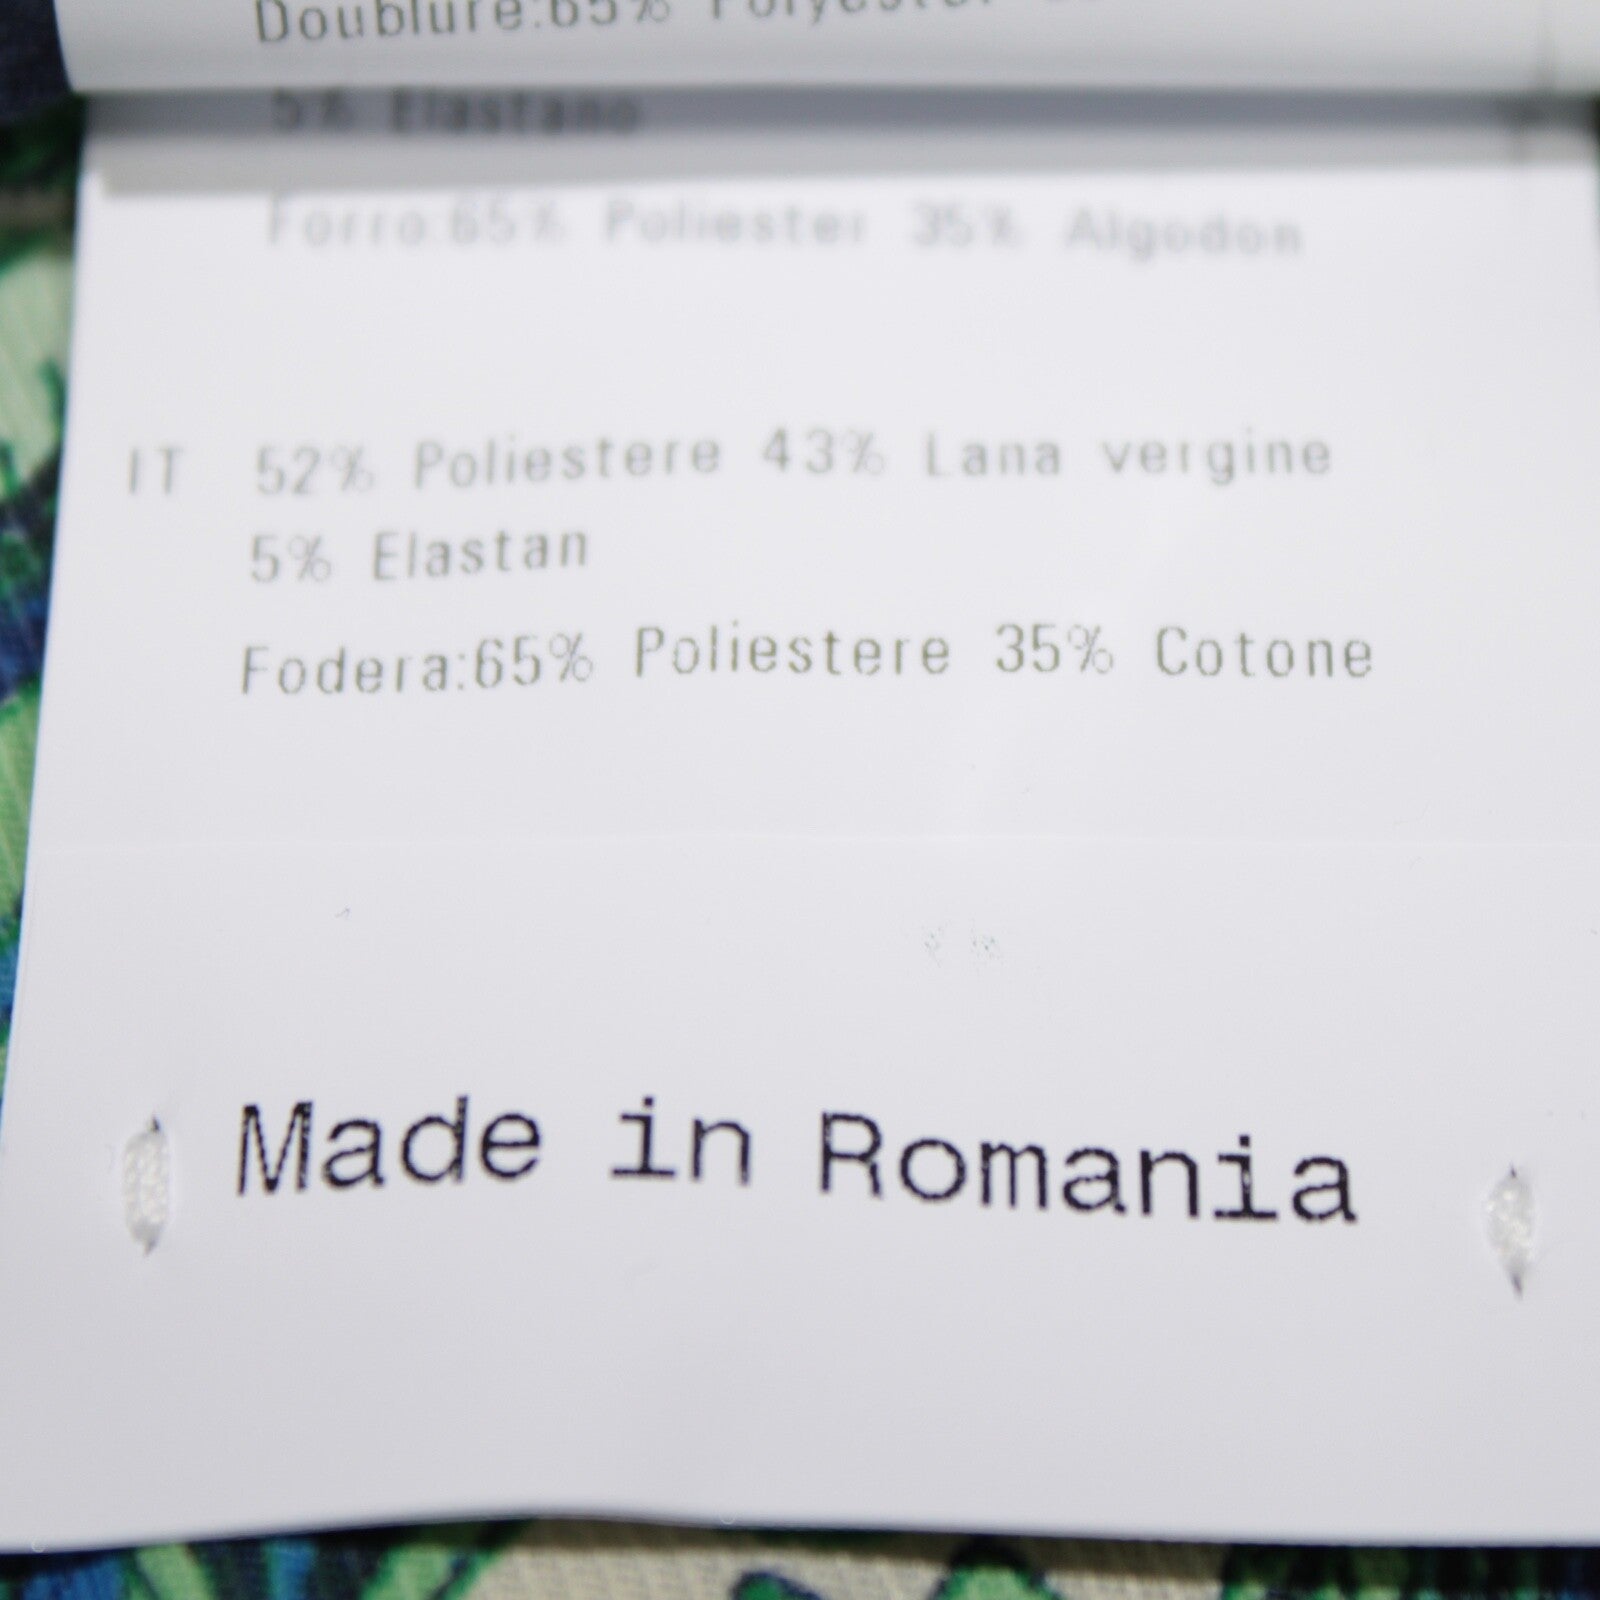 Doublure:65% Polyester
5% Elastano
Forro:65% Poliester 35% Algodon
IT 52% Poliestere 43% Lana vergine
5% Elastan
Fodera:65% Poliestere 35% Cotone
Made in Romania